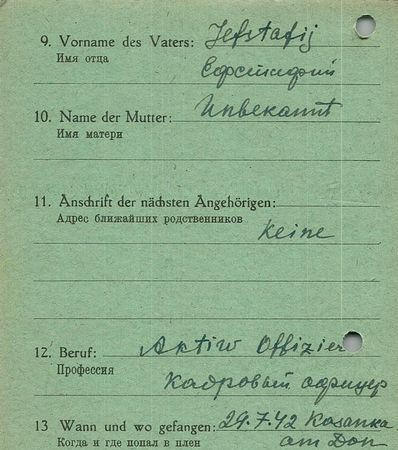 9. Vorname des Vaters: Jefstafij
Имя отца Евстафий
10. Name der Mutter: Unbekannt
Имя матери
11. Anschrift der nächsten Angehörigen:
Адрес ближайших родственников
keine
12. Beruf: Aktiv Offizier
Профессия Кадровый офицер
13 Wann und wo gefangen: 29.7.42 Kasanka
Когда и где попал в плен am Don